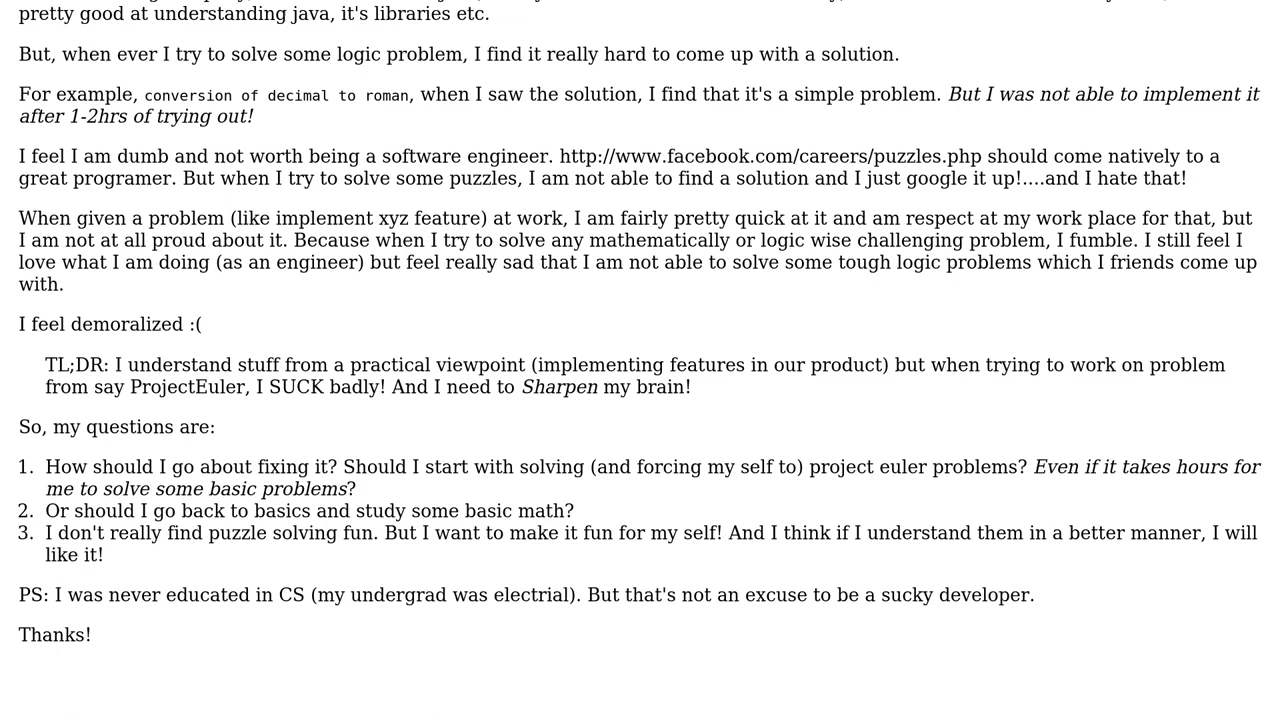 pretty good at understanding java, it's libraries etc.
But, when ever I try to solve some logic problem, I find it really hard to come up with a solution.
For example, conversion of decimal to roman, when I saw the solution, I find that it's a simple problem. But I was not able to implement it
after 1-2hrs of trying out!
I feel I am dumb and not worth being a software engineer. http://www.facebook.com/careers/puzzles.php should come natively to a
great programer. But when I try to solve some puzzles, I am not able to find a solution and I just google it up!....and I hate that!
When given a problem (like implement xyz feature) at work, I am fairly pretty quick at it and am respect at my work place for that, but
I am not at all proud about it. Because when I try to solve any mathematically or logic wise challenging problem, I fumble. I still feel I
love what I am doing (as an engineer) but feel really sad that I am not able to solve some tough logic problems which I friends come up
with.
I feel demoralized :(
TL;DR: I understand stuff from a practical viewpoint (implementing features in our product) but when trying to work on problem
from say ProjectEuler, I SUCK badly! And I need to Sharpen my brain!
So, my questions are:
1. How should I go about fixing it? Should I start with solving (and forcing my self to) project euler problems? Even if it takes hours for
me to solve some basic problems?
2. Or should I go back to basics and study some basic math?
3. I don't really find puzzle solving fun. But I want to make it fun for my self! And I think if I understand them in a better manner, I will
like it!
PS: I was never educated in CS (my undergrad was electrial). But that's not an excuse to be a sucky developer.
Thanks!